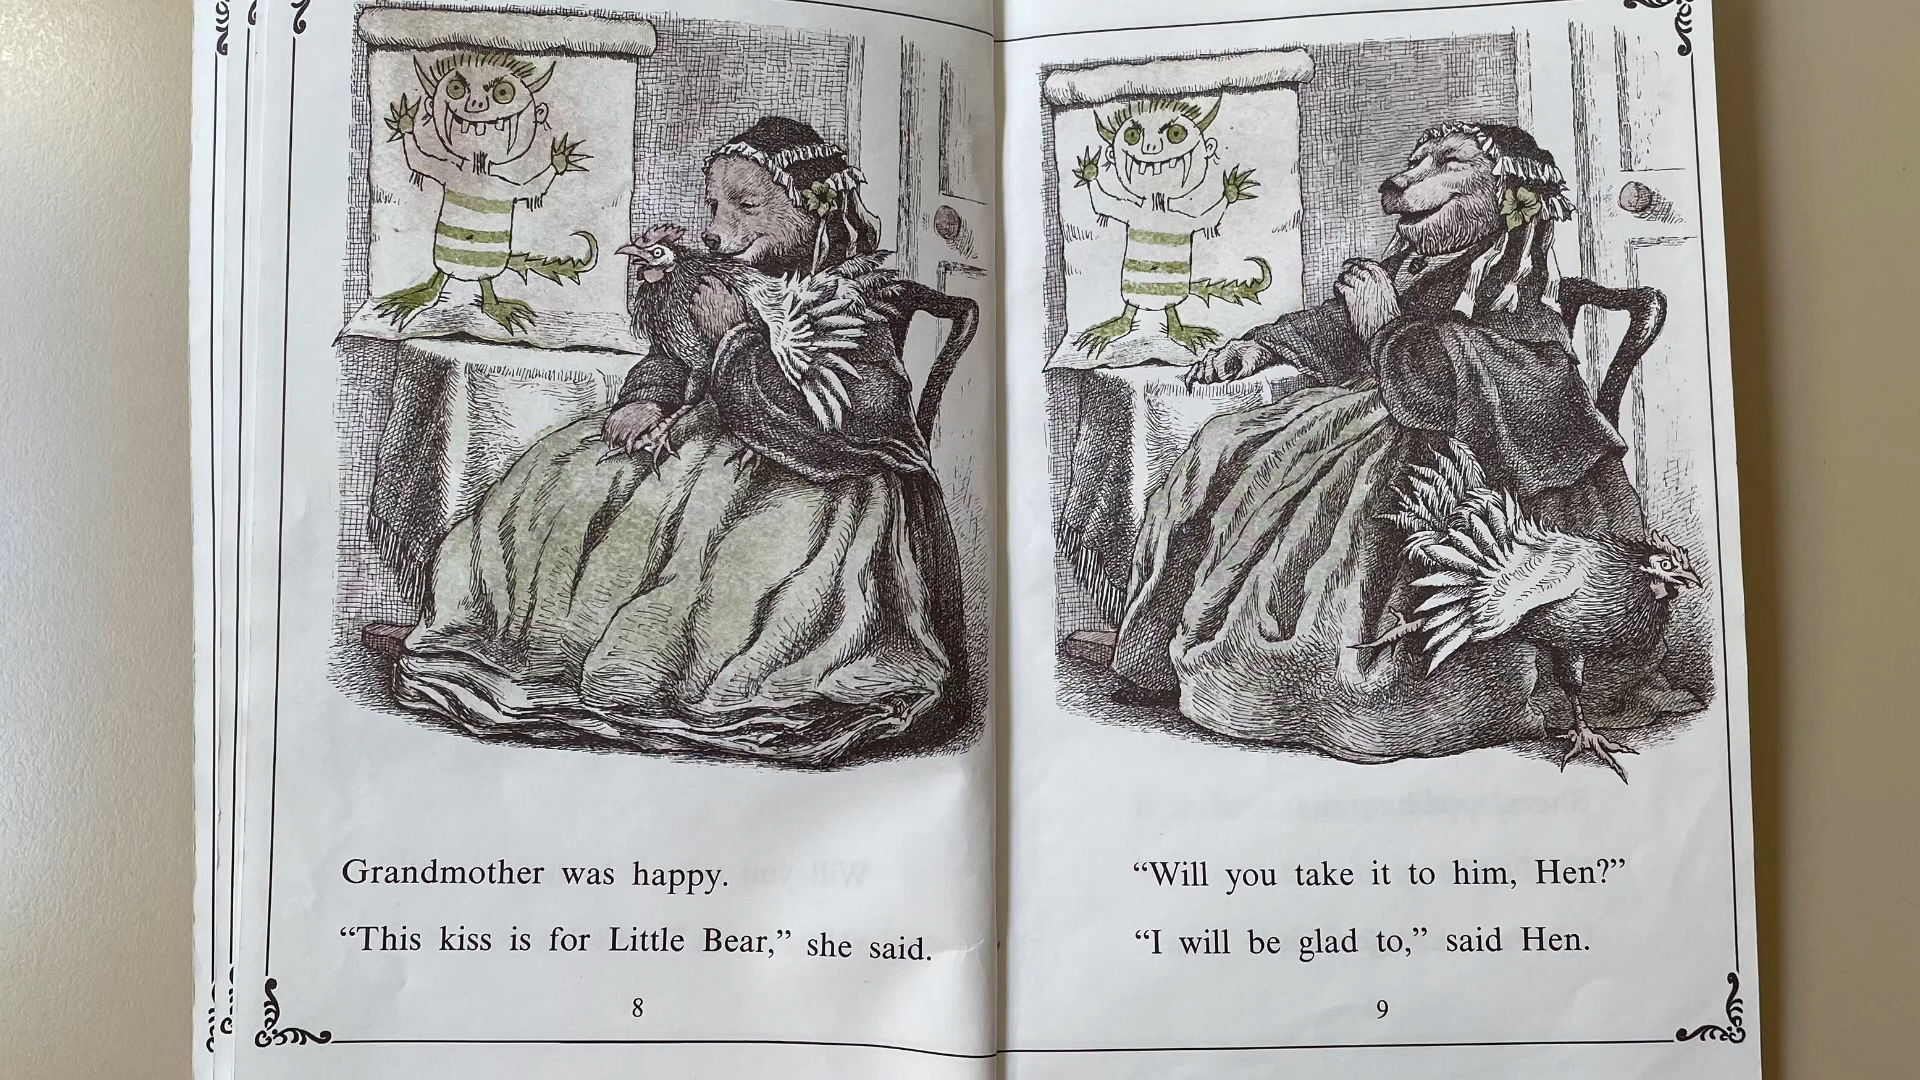 Grandmother was happy.
“This kiss is for Little Bear,” she said.
8
“Will you take it to him, Hen?”
“I will be glad to,” said Hen.
9